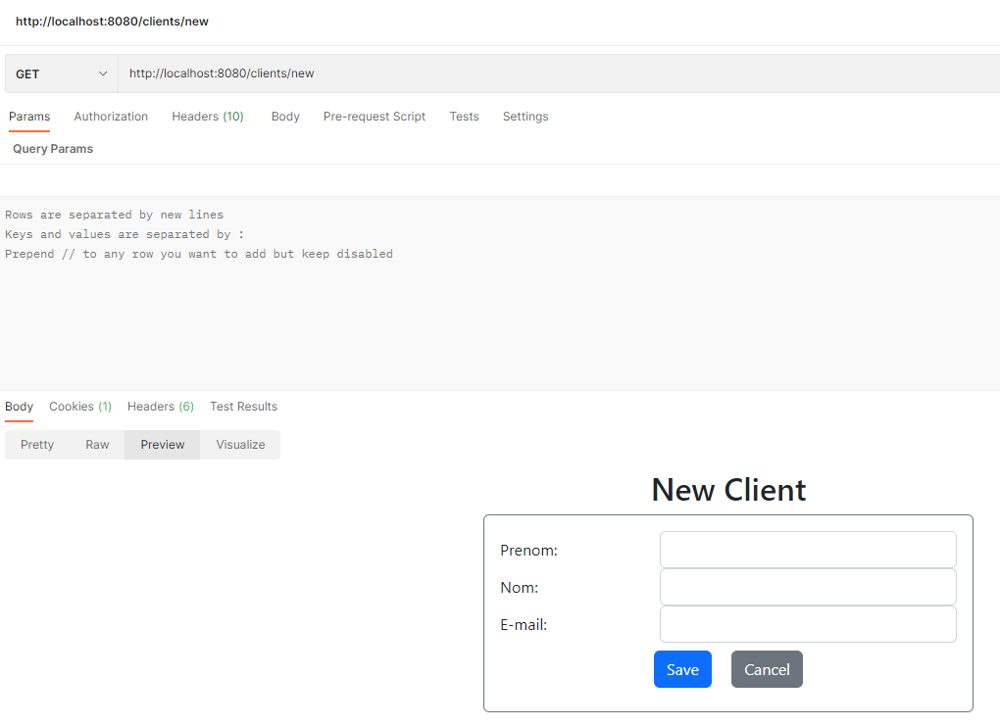 http://localhost:8080/clients/new
GET http://localhost:8080/clients/new
Params Authorization Headers (10) Body Pre-request Script Tests Settings
Query Params
Rows are separated by new lines
Keys and values are separated by :
Prepend // to any row you want to add but keep disabled
Body Cookies (1) Headers (6) Test Results
Pretty Raw Preview Visualize
New Client
Prenom:
Nom:
E-mail:
Save Cancel